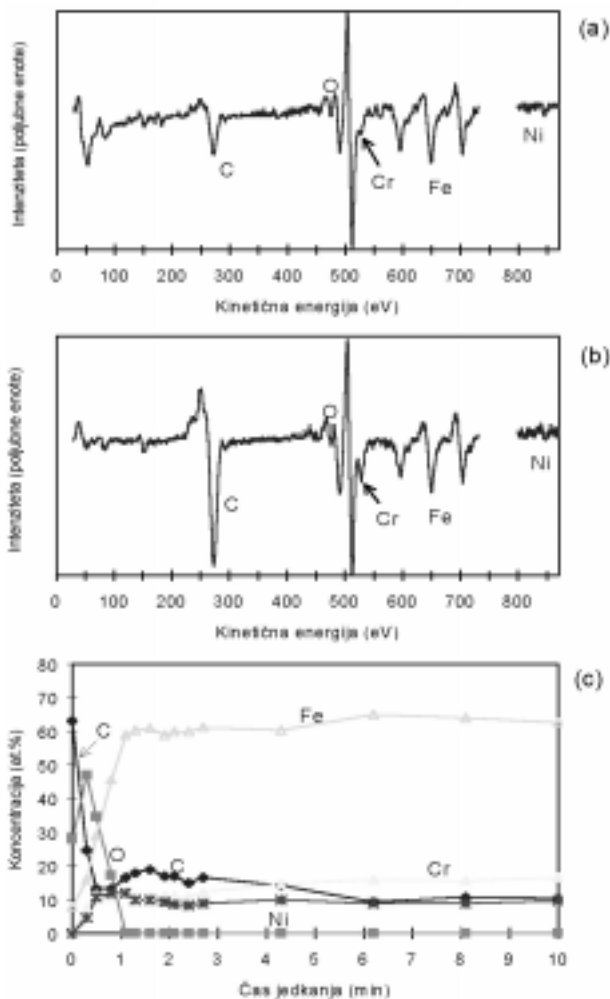 (a)
Intenziteta (poljubne enote)
O
C
Cr
Fe
Ni
0 100 200 300 400 500 600 700 800
Kinetična energija (eV)
(b)
Intenziteta (poljubne enote)
O
C
Cr
Fe
Ni
0 100 200 300 400 500 600 700 800
Kinetična energija (eV)
(c)
Koncentracija (at.%)
80
70
60
50
40
30
20
10
0
C
Fe
O
C
Cr
Ni
0 1 2 3 4 5 6 7 8 9 10
Čas jedkanja (min)